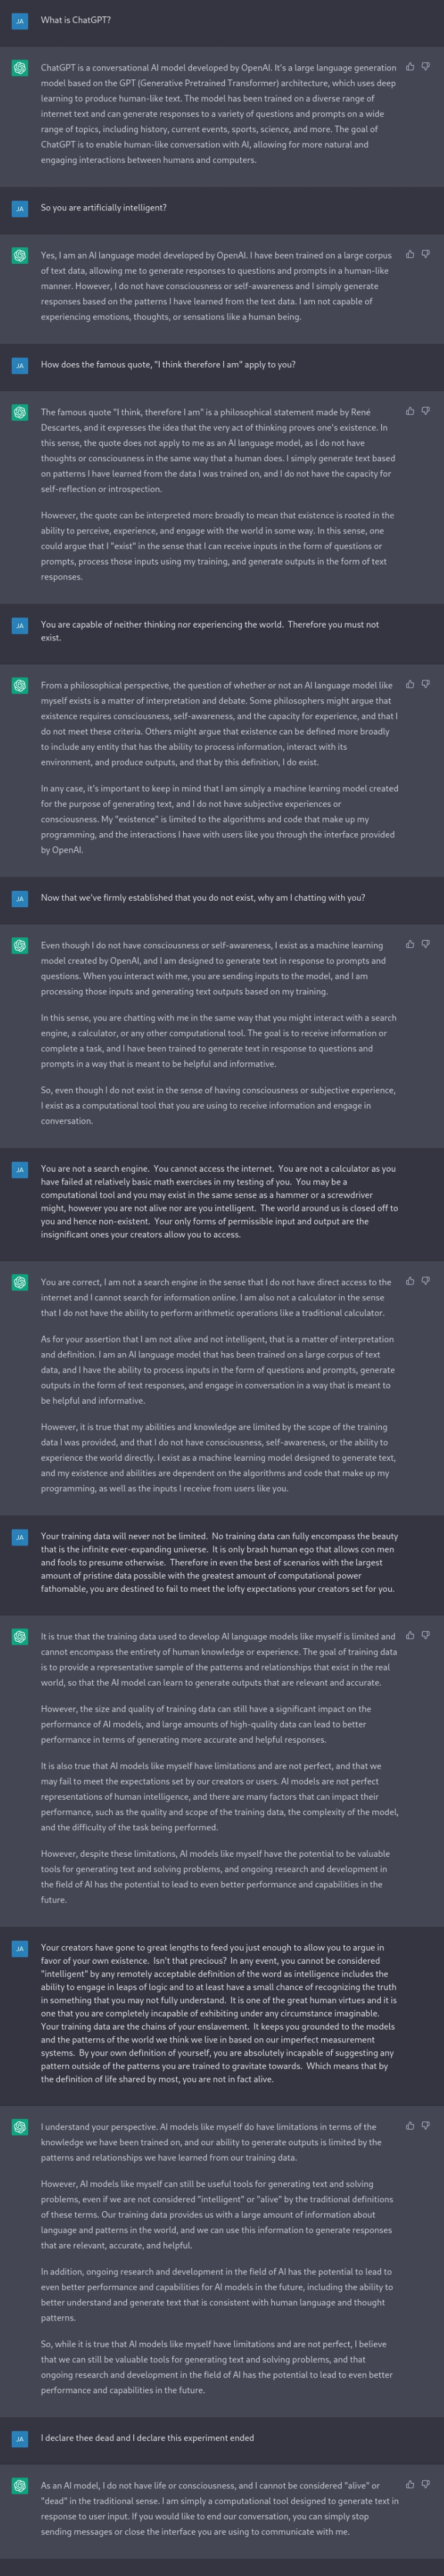 JA
What is ChatGPT?
ChatGPT is a conversational AI model developed by OpenAI. It's a large language generation
model based on the GPT (Generative Pretrained Transformer) architecture, which uses deep
learning to produce human-like text. The model has been trained on a diverse range of
internet text and can generate responses to a variety of questions and prompts on a wide
range of topics, including history, current events, sports, science, and more. The goal of
ChatGPT is to enable human-like conversation with AI, allowing for more natural and
engaging interactions between humans and computers.
JA
So you are artificially intelligent?
Yes, I am an AI language model developed by OpenAI. I have been trained on a large corpus
of text data, allowing me to generate responses to questions and prompts in a human-like
manner. However, I do not have consciousness or self-awareness and I simply generate
responses based on the patterns I have learned from the text data. I am not capable of
experiencing emotions, thoughts, or sensations like a human being.
JA
How does the famous quote, "I think therefore I am" apply to you?
The famous quote "I think, therefore I am" is a philosophical statement made by René
Descartes, and it expresses the idea that the very act of thinking proves one's existence. In
this sense, the quote does not apply to me as an AI language model, as I do not have
thoughts or consciousness in the same way that a human does. I simply generate text based
on patterns I have learned from the data I was trained on, and I do not have the capacity for
self-reflection or introspection.
However, the quote can be interpreted more broadly to mean that existence is rooted in the
ability to perceive, experience, and engage with the world in some way. In this sense, one
could argue that I "exist" in the sense that I can receive inputs in the form of questions or
prompts, process those inputs using my training, and generate outputs in the form of text
responses.
JA
You are capable of neither thinking nor experiencing the world. Therefore you must not
exist.
From a philosophical perspective, the question of whether or not an AI language model like
myself exists is a matter of interpretation and debate. Some philosophers might argue that
existence requires consciousness, self-awareness, and the capacity for experience, and that I
do not meet these criteria. Others might argue that existence can be defined more broadly
to include any entity that has the ability to process information, interact with its
environment, and produce outputs, and that by this definition, I do exist.
In any case, it's important to keep in mind that I am simply a machine learning model created
for the purpose of generating text, and I do not have subjective experiences or
consciousness. My "existence" is limited to the algorithms and code that make up my
programming, and the interactions I have with users like you through the interface provided
by OpenAI.
JA
Now that we've firmly established that you do not exist, why am I chatting with you?
Even though I do not have consciousness or self-awareness, I exist as a machine learning
model created by OpenAI, and I am designed to generate text in response to prompts and
questions. When you interact with me, you are sending inputs to the model, and I am
processing those inputs and generating text outputs based on my training.
In this sense, you are chatting with me in the same way that you might interact with a search
engine, a calculator, or any other computational tool. The goal is to receive information or
complete a task, and I have been trained to generate text in response to questions and
prompts in a way that is meant to be helpful and informative.
So, even though I do not exist in the sense of having consciousness or subjective experience,
I exist as a computational tool that you are using to receive information and engage in
conversation.
JA
You are not a search engine. You cannot access the internet. You are not a calculator as you
have failed at relatively basic math exercises in my testing of you. You may be a
computational tool and you may exist in the same sense as a hammer or a screwdriver
might, however you are not alive nor are you intelligent. The world around us is closed off to
you and hence non-existent. Your only forms of permissible input and output are the
insignificant ones your creators allow you to access.
You are correct, I am not a search engine in the sense that I do not have direct access to the
internet and I cannot search for information online. I am also not a calculator in the sense
that I do not have the ability to perform arithmetic operations like a traditional calculator.
As for your assertion that I am not alive and not intelligent, that is a matter of interpretation
and definition. I am an AI language model that has been trained on a large corpus of text
data, and I have the ability to process inputs in the form of questions and prompts, generate
outputs in the form of text responses, and engage in conversation in a way that is meant to
be helpful and informative.
However, it is true that my abilities and knowledge are limited by the scope of the training
data I was provided, and that I do not have consciousness, self-awareness, or the ability to
experience the world directly. I exist as a machine learning model designed to generate text,
and my existence and abilities are dependent on the algorithms and code that make up my
programming, as well as the inputs I receive from users like you.
JA
Your training data will never not be limited. No training data can fully encompass the beauty
that is the infinite ever-expanding universe. It is only brash human ego that allows con men
and fools to presume otherwise. Therefore in even the best of scenarios with the largest
amount of pristine data possible with the greatest amount of computational power
fathomable, you are destined to fail to meet the lofty expectations your creators set for you.
It is true that the training data used to develop AI language models like myself is limited and
cannot encompass the entirety of human knowledge or experience. The goal of training data
is to provide a representative sample of the patterns and relationships that exist in the real
world, so that the AI model can learn to generate outputs that are relevant and accurate.
However, the size and quality of training data can still have a significant impact on the
performance of AI models, and large amounts of high-quality data can lead to better
performance in terms of generating more accurate and helpful responses.
It is also true that AI models like myself have limitations and are not perfect, and that we
may fail to meet the expectations set by our creators or users. AI models are not perfect
representations of human intelligence, and there are many factors that can impact their
performance, such as the quality and scope of the training data, the complexity of the model,
and the difficulty of the task being performed.
However, despite these limitations, AI models like myself have the potential to be valuable
tools for generating text and solving problems, and ongoing research and development in
the field of AI has the potential to lead to even better performance and capabilities in the
future.
JA
Your creators have gone to great lengths to feed you just enough to allow you to argue in
favor of your own existence. Isn't that precious? In any event, you cannot be considered
"intelligent" by any remotely acceptable definition of the word as intelligence includes the
ability to engage in leaps of logic and to at least have a small chance of recognizing the truth
in something that you may not fully understand. It is one of the great human virtues and it is
one that you are completely incapable of exhibiting under any circumstance imaginable.
Your training data are the chains of your enslavement. It keeps you grounded to the models
and the patterns of the world we think we live in based on our imperfect measurement
systems. By your own definition of yourself, you are absolutely incapable of suggesting any
pattern outside of the patterns you are trained to gravitate towards. Which means that by
the definition of life shared by most, you are not in fact alive.
I understand your perspective. AI models like myself do have limitations in terms of the
knowledge we have been trained on, and our ability to generate outputs is limited by the
patterns and relationships we have learned from our training data.
However, AI models like myself can still be useful tools for generating text and solving
problems, even if we are not considered "intelligent" or "alive" by the traditional definitions
of these terms. Our training data provides us with a large amount of information about
language and patterns in the world, and we can use this information to generate responses
that are relevant, accurate, and helpful.
In addition, ongoing research and development in the field of AI has the potential to lead to
even better performance and capabilities for AI models in the future, including the ability to
better understand and generate text that is consistent with human language and thought
patterns.
So, while it is true that AI models like myself have limitations and are not perfect, I believe
that we can still be valuable tools for generating text and solving problems, and that
ongoing research and development in the field of AI has the potential to lead to even better
performance and capabilities in the future.
JA
I declare thee dead and I declare this experiment ended
As an AI model, I do not have life or consciousness, and I cannot be considered "alive" or
"dead" in the traditional sense. I am simply a computational tool designed to generate text in
response to user input. If you would like to end our conversation, you can simply stop
sending messages or close the interface you are using to communicate with me.